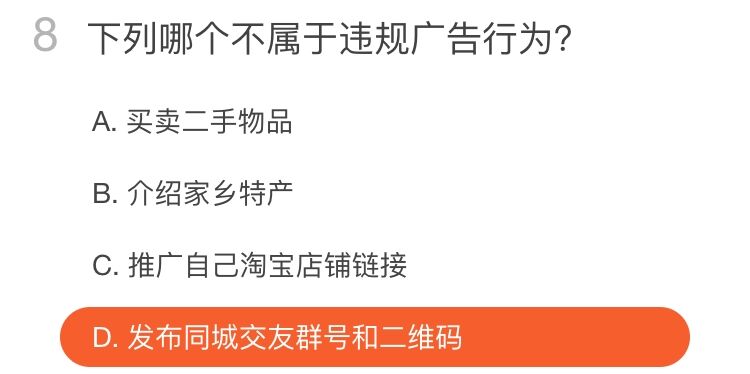 8 下列哪个不属于违规广告行为?
A. 买卖二手物品
B. 介绍家乡特产
C. 推广自己淘宝店铺链接
D. 发布同城交友群号和二维码